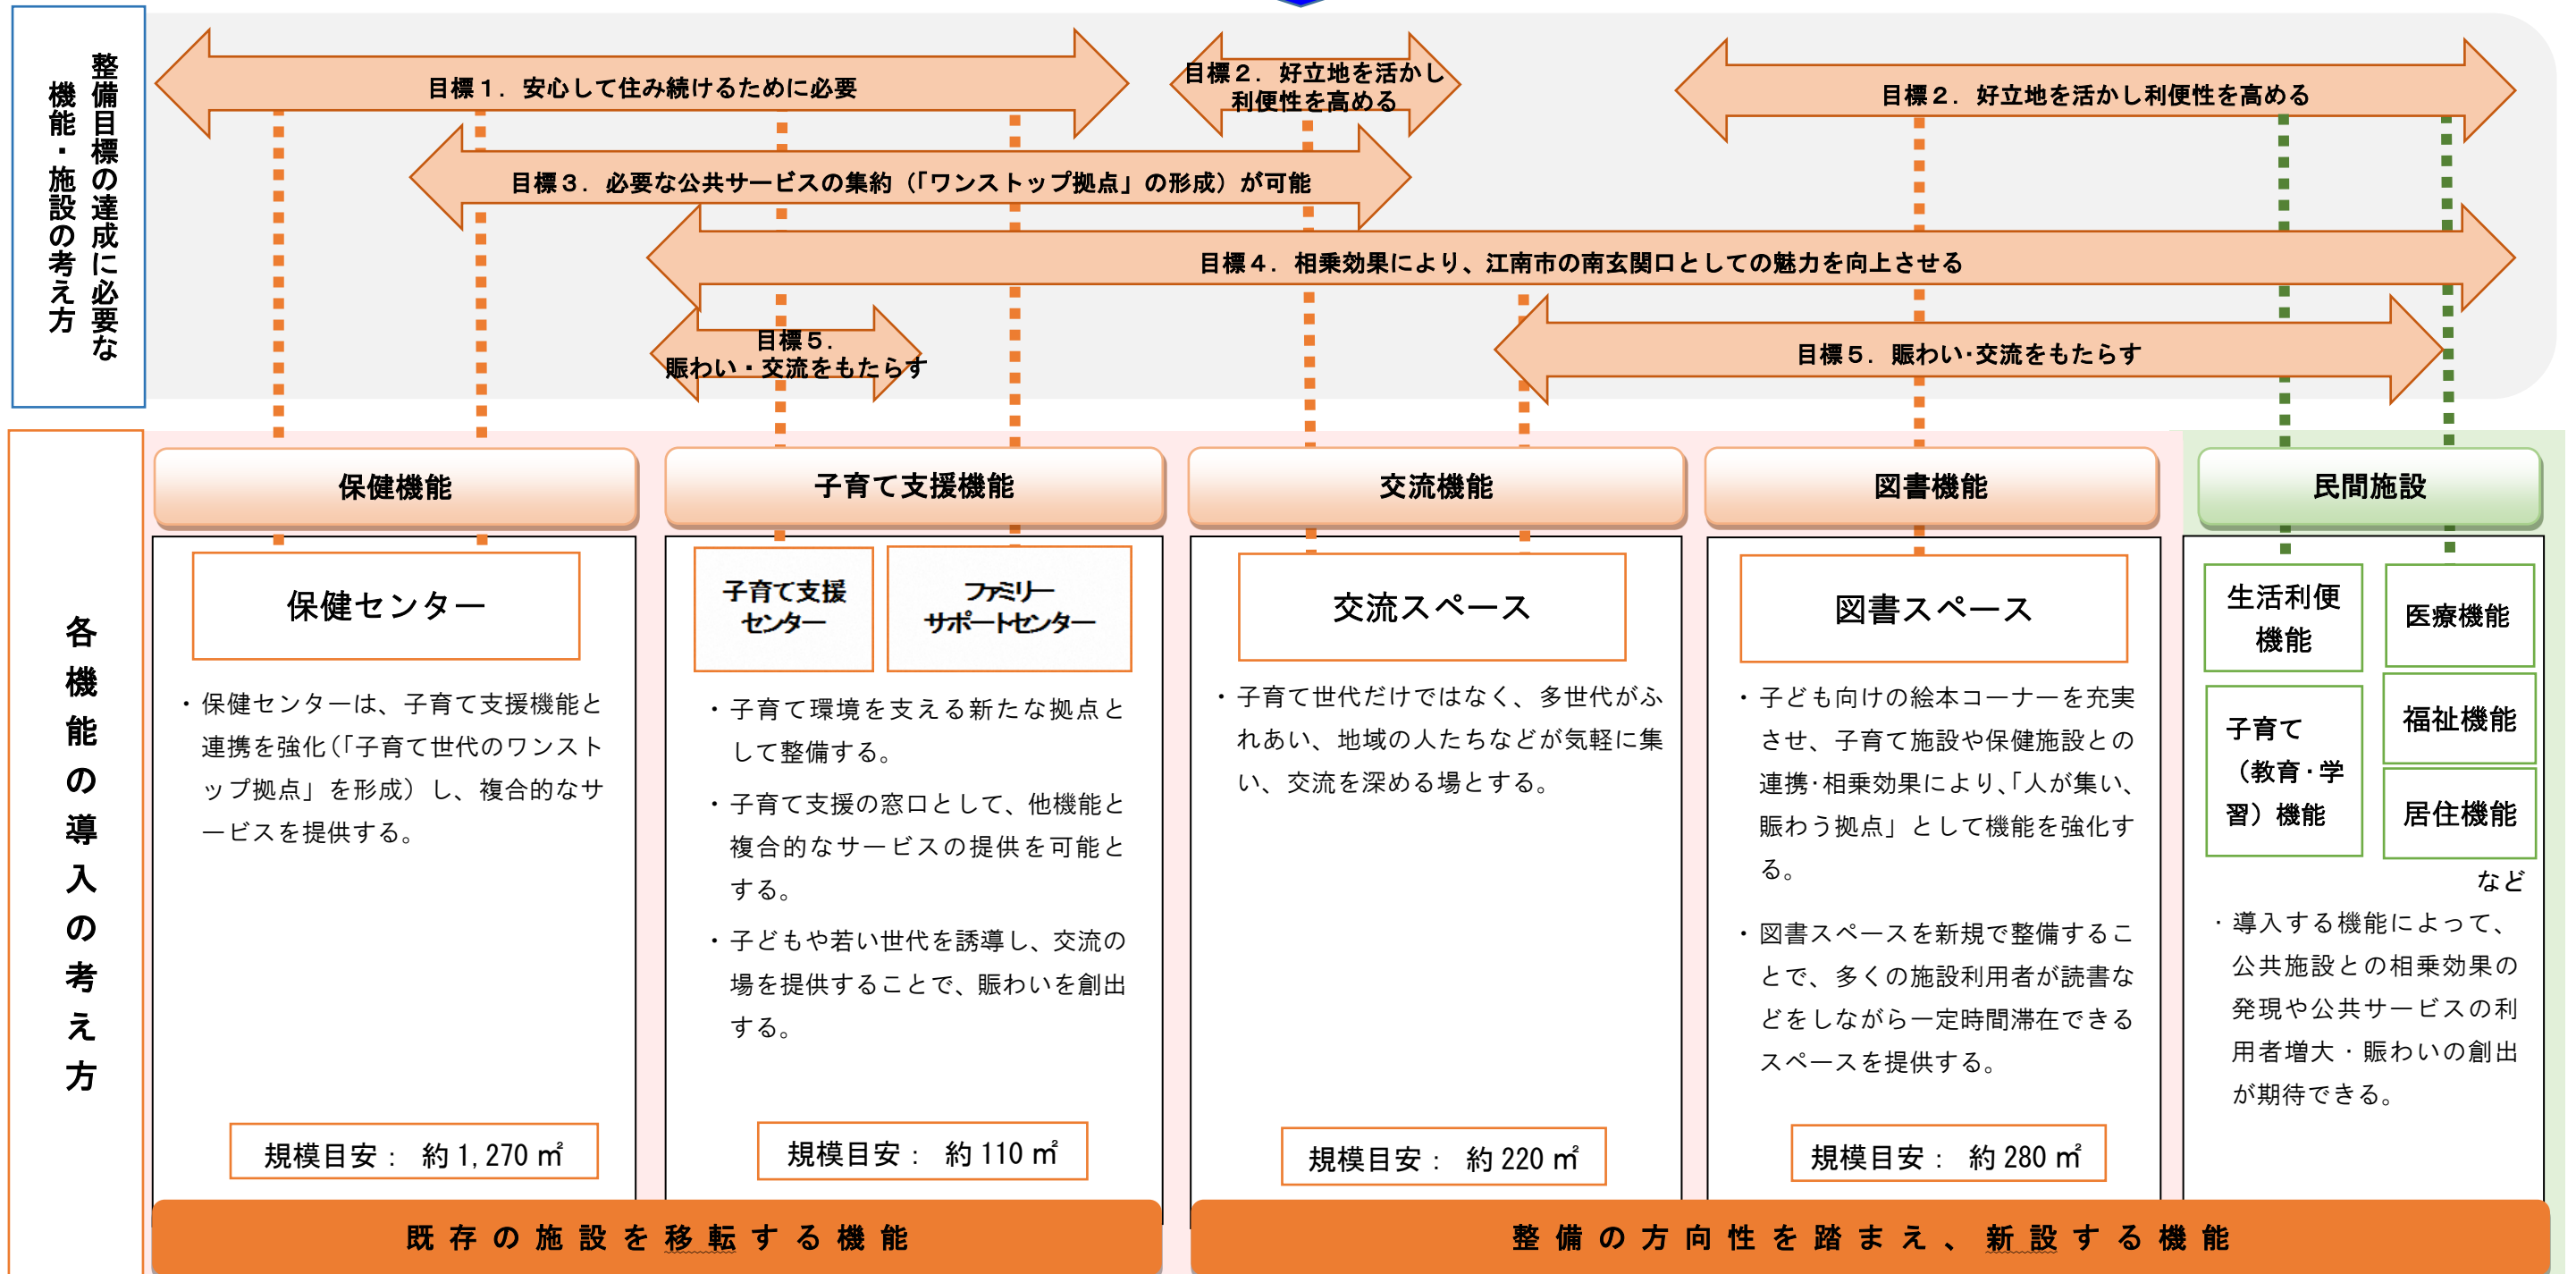 整備目標の達成に必要な
機能・施設の考え方
目標１．安心して住み続けるために必要
目標２．好立地を活かし
利便性を高める
目標２．好立地を活かし利便性を高める
目標３．必要な公共サービスの集約（「ワンストップ拠点」の形成）が可能
目標４．相乗効果により、江南市の南玄関口としての魅力を向上させる
目標５．
賑わい・交流をもたらす
目標５．賑わい・交流をもたらす
各機能の導入の考え方
保健機能
保健センター
・保健センターは、子育て支援機能と
連携を強化（「子育て世代のワンスト
ップ拠点」を形成）し、複合的なサ
ービスを提供する。
規模目安： 約1,270㎡
子育て支援機能
子育て支援
センター
ファミリー
サポートセンター
・子育て環境を支える新たな拠点と
して整備する。
・子育て支援の窓口として、他機能と
複合的なサービスの提供を可能と
する。
・子どもや若い世代を誘導し、交流の
場を提供することで、賑わいを創出
する。
規模目安： 約110㎡
交流機能
交流スペース
・子育て世代だけではなく、多世代がふ
れあい、地域の人たちなどが気軽に集
い、交流を深める場とする。
規模目安： 約220㎡
図書機能
図書スペース
・子ども向けの絵本コーナーを充実
させ、子育て施設や保健施設との
連携・相乗効果により、「人が集い、
賑わう拠点」として機能を強化す
る。
・図書スペースを新規で整備するこ
とで、多くの施設利用者が読書な
どをしながら一定時間滞在できる
スペースを提供する。
規模目安： 約280㎡
民間施設
生活利便
機能
医療機能
子育て
（教育・学
習）機能
福祉機能
居住機能
など
・導入する機能によって、
公共施設との相乗効果の
発現や公共サービスの利
用者増大・賑わいの創出
が期待できる。
既存の施設を移転する機能
整備の方向性を踏まえ、新設する機能